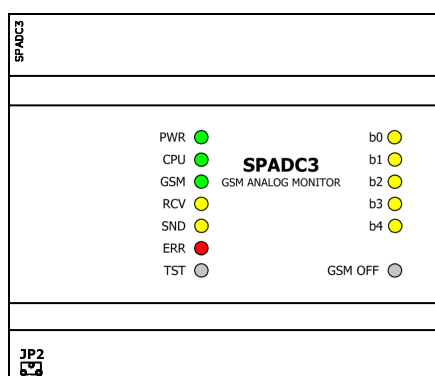 SPADC3
PWR
CPU
GSM
RCV
SND
ERR
TST
SPADC3
GSM ANALOG MONITOR
b0
b1
b2
b3
b4
GSM OFF
JP2